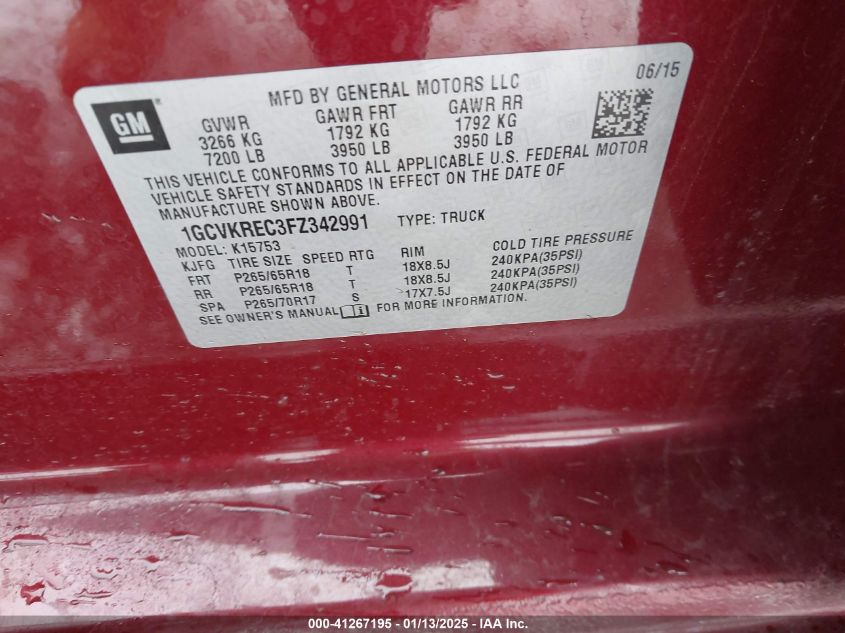 GM
MFD BY GENERAL MOTORS LLC
06/15
GVWR GAWR FRT GAWR RR
3266 KG 1792 KG 1792 KG
7200 LB 3950 LB 3950 LB
THIS VEHICLE CONFORMS TO ALL APPLICABLE U.S. FEDERAL MOTOR
VEHICLE SAFETY STANDARDS IN EFFECT ON THE DATE OF
MANUFACTURE SHOWN ABOVE.
1GCVKREC3FZ342991 TYPE: TRUCK
MODEL: K15753
KJFG TIRE SIZE SPEED RTG RIM COLD TIRE PRESSURE
FRT P265/65R18 T 18X8.5J 240KPA(35PSI)
RR P265/65R18 T 18X8.5J 240KPA(35PSI)
SPA P265/70R17 S 17X7.5J 240KPA(35PSI)
SEE OWNER'S MANUAL i FOR MORE INFORMATION.
000-41267195 - 01/13/2025 - IAA Inc.